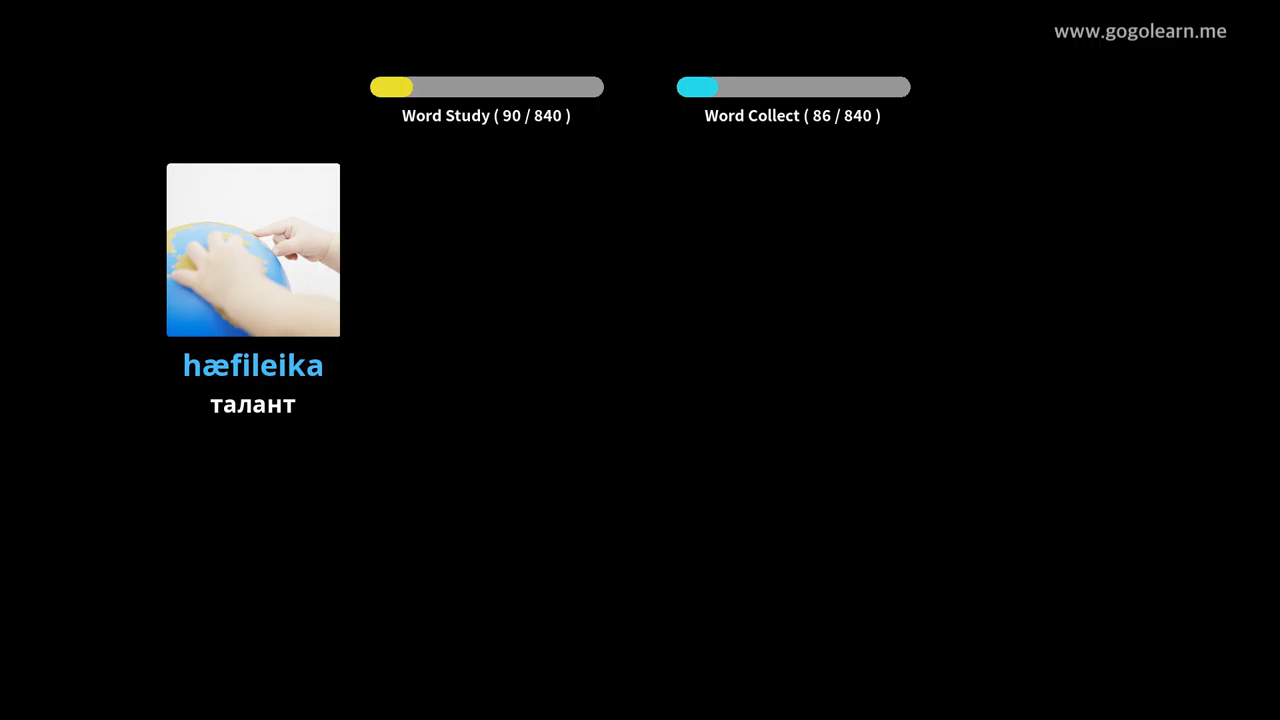 www.gogolearn.me
Word Study ( 90 / 840 )
Word Collect ( 86 / 840 )
hæfileika
талант